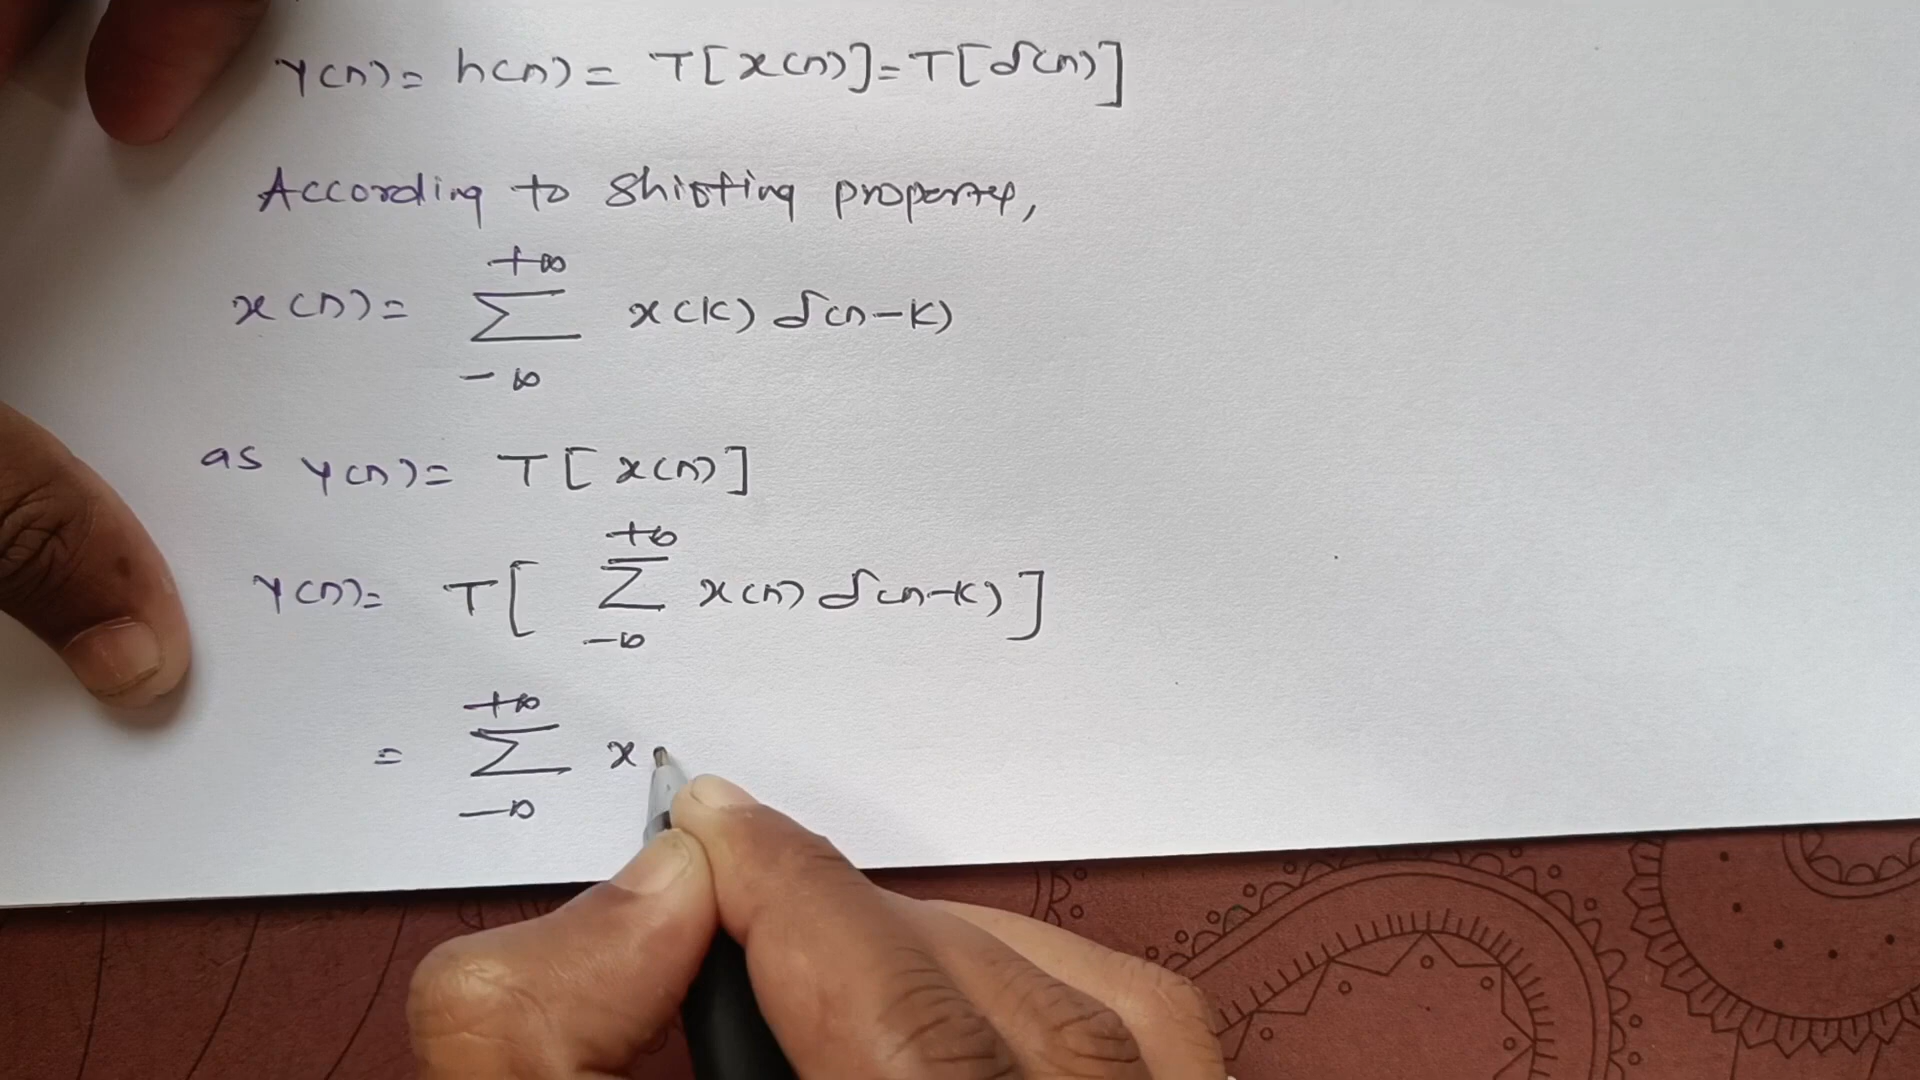 y(n) = h(n) = T[x(n)] = T[δ(n)]
According to shifting property,
+∞
x(n) = Σ x(k) δ(n-k)
-∞
as y(n) = T[x(n)]
+∞
y(n) = T[ Σ x(n) δ(n-k) ]
-∞
+∞
= Σ x
-∞